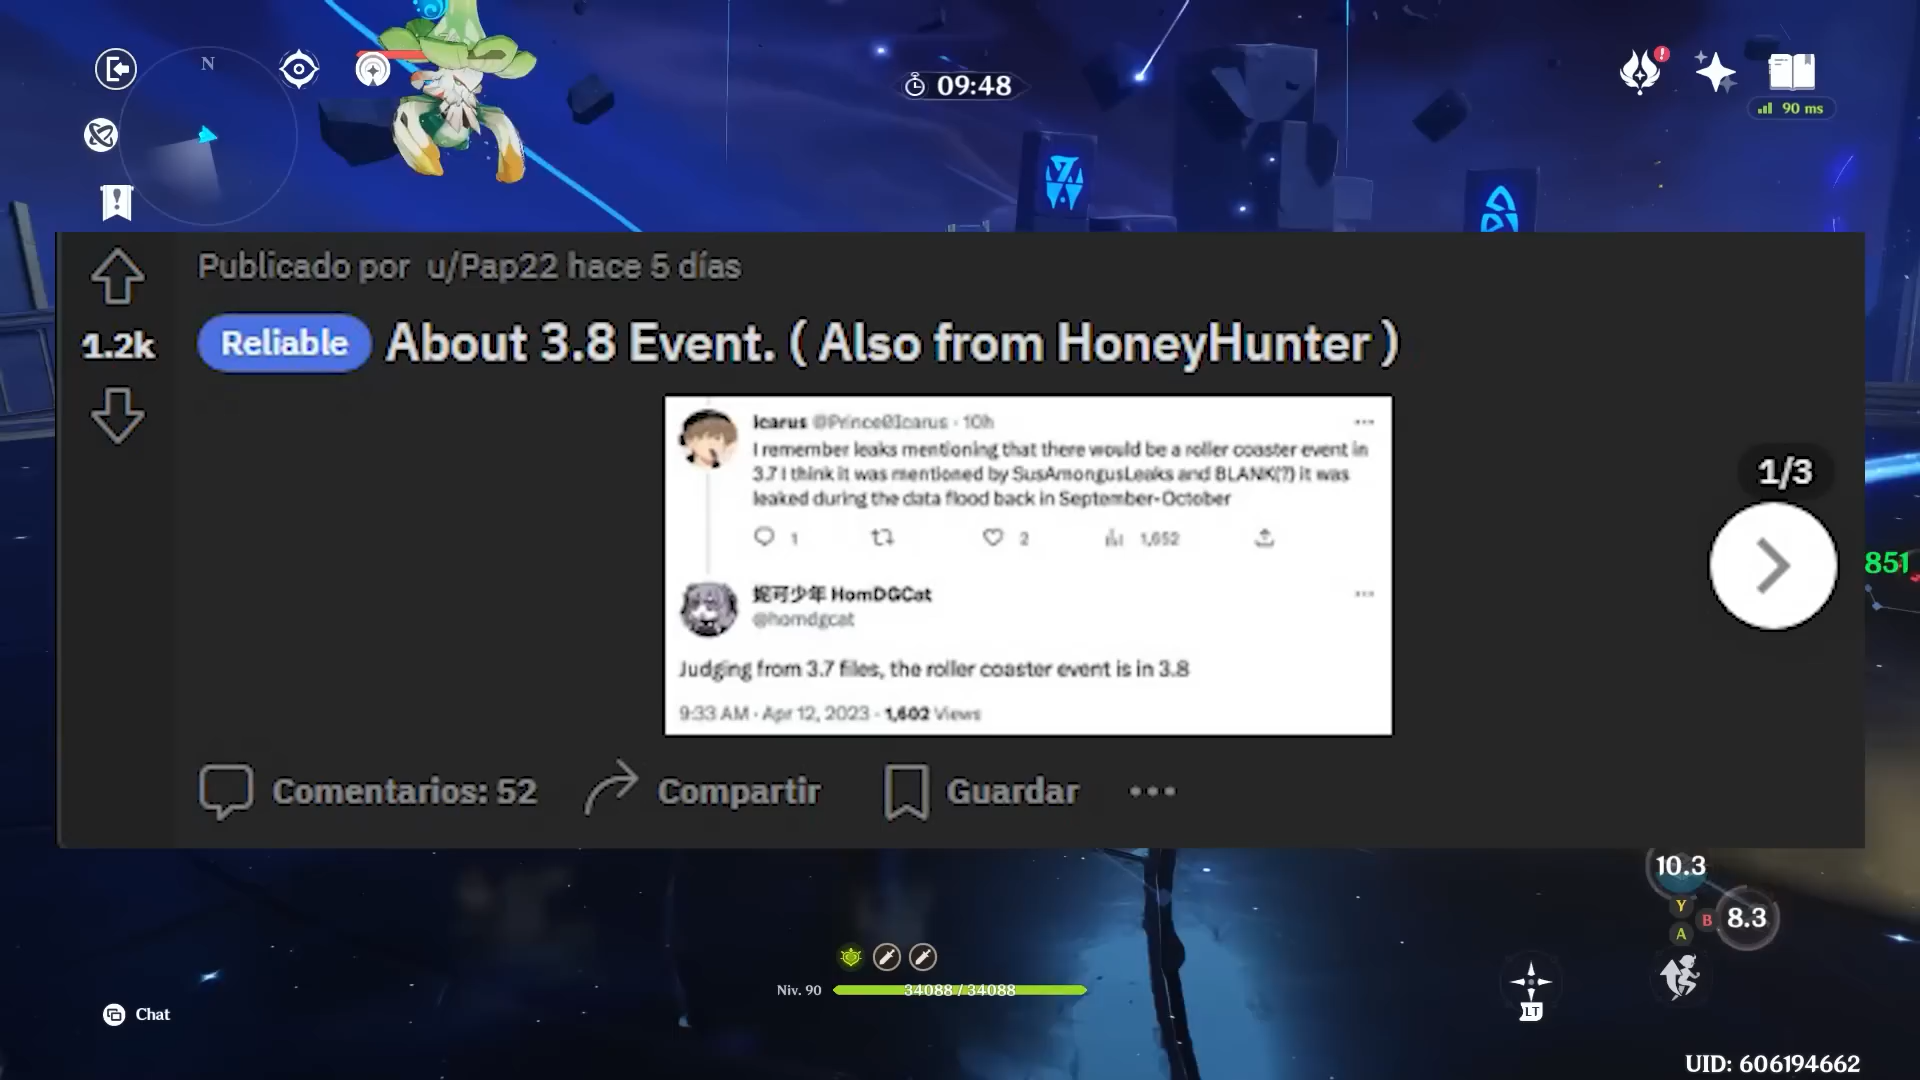 N
09:48
90 ms
Publicado por u/Pap22 hace 5 días
1.2k
Reliable About 3.8 Event. ( Also from HoneyHunter )
Icarus @Prince0Icarus · 10h
I remember leaks mentioning that there would be a roller coaster event in
3.7 I think it was mentioned by SusAmongusLeaks and BLANK(?) it was
leaked during the data flood back in September-October
1 2 1,652
妮可少年 HomDGCat
@homdgcat
Judging from 3.7 files, the roller coaster event is in 3.8
9:33 AM · Apr 12, 2023 · 1,602 Views
1/3
851
Comentarios: 52 Compartir Guardar
10.3
Y
B 8.3
A
Niv. 90 34088 / 34088
LT
Chat
UID: 606194662